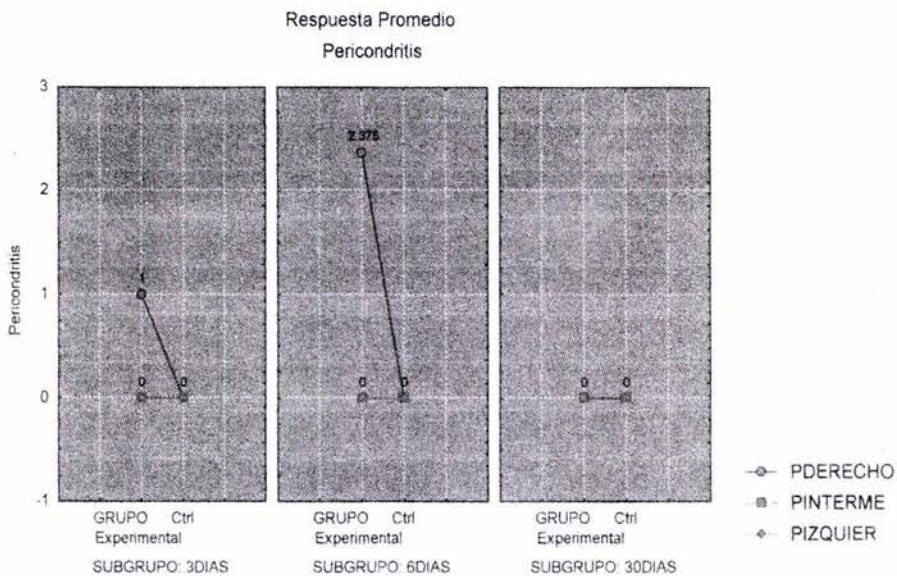 Respuesta Promedio
Pericondritis
Pericondritis
3
2
1
0
-1
1
0 0
2.375
0 0
0 0
GRUPO Ctrl
Experimental
SUBGRUPO: 3DIAS
GRUPO Ctrl
Experimental
SUBGRUPO: 6DIAS
GRUPO Ctrl
Experimental
SUBGRUPO: 30DIAS
PDERECHO
PINTERME
PIZQUIER